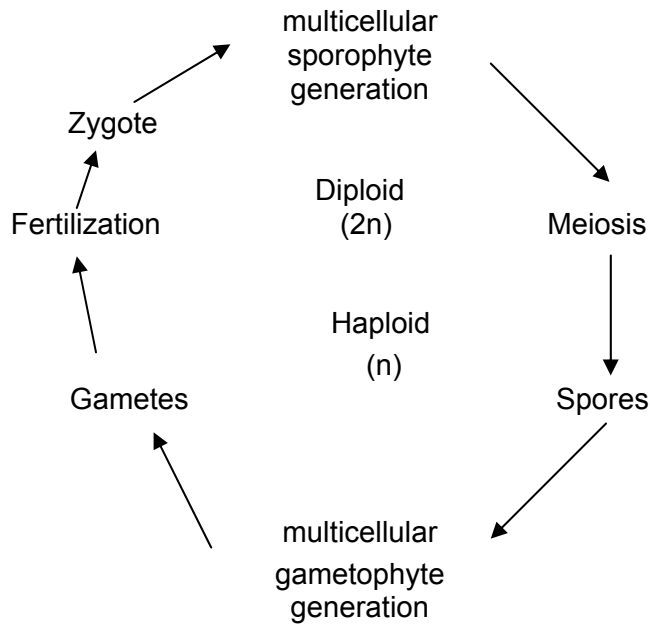 multicellular
sporophyte
generation
Zygote
Diploid
(2n)
Fertilization
Meiosis
Haploid
(n)
Gametes
Spores
multicellular
gametophyte
generation